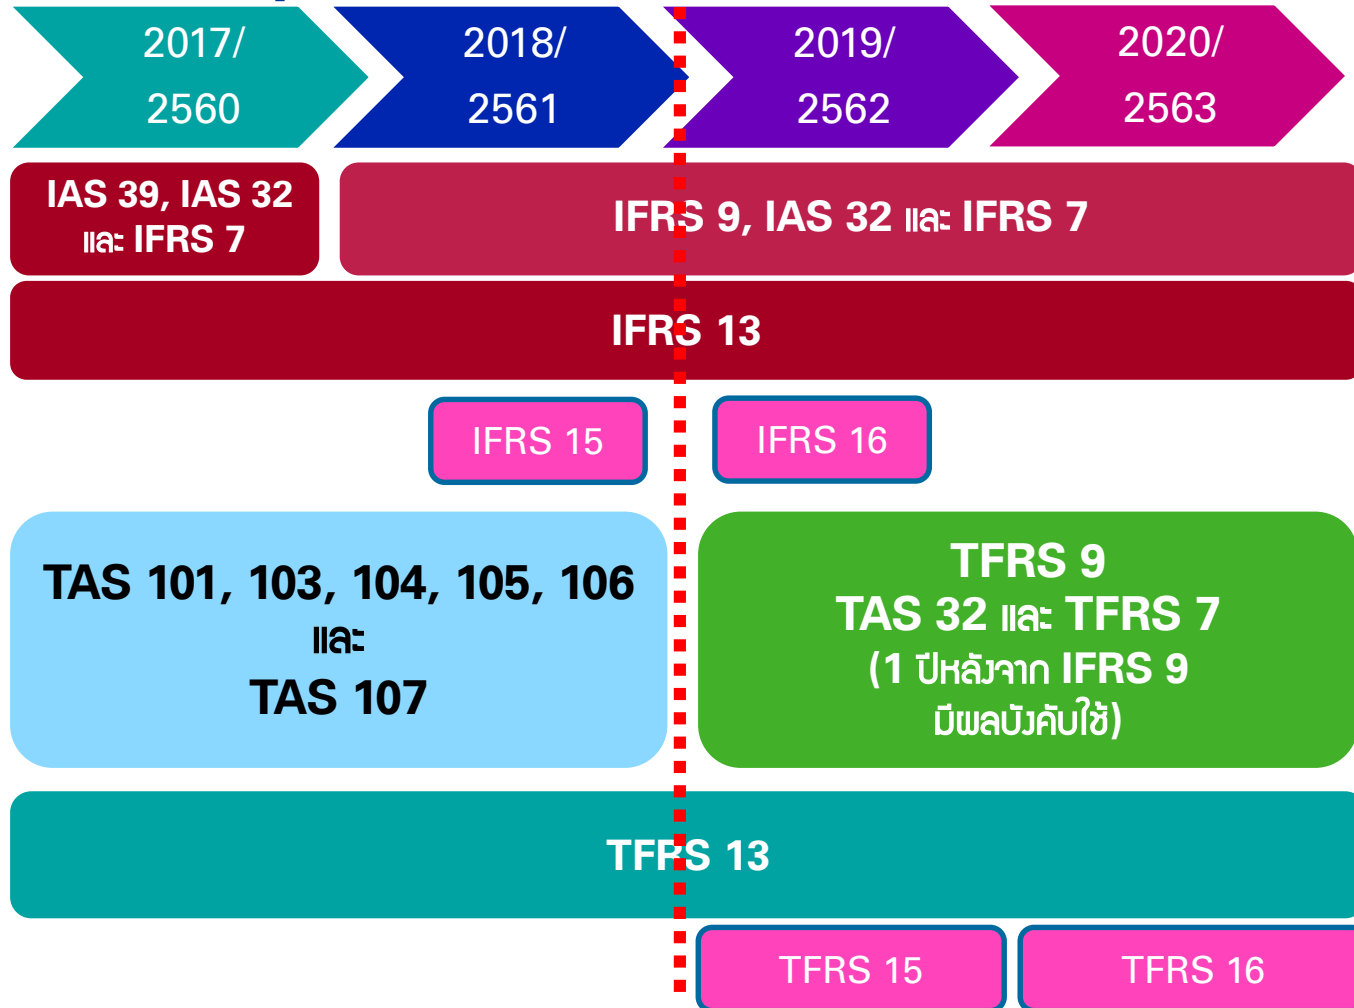 2017/
2560
2018/
2561
2019/
2562
2020/
2563
IAS 39, IAS 32
และ IFRS 7
IFRS 9, IAS 32 และ IFRS 7
IFRS 13
IFRS 15
IFRS 16
TAS 101, 103, 104, 105, 106
และ
TAS 107
TFRS 9
TAS 32 และ TFRS 7
(1 ปีหลังจาก IFRS 9
มีผลบังคับใช้)
TFRS 13
TFRS 15
TFRS 16